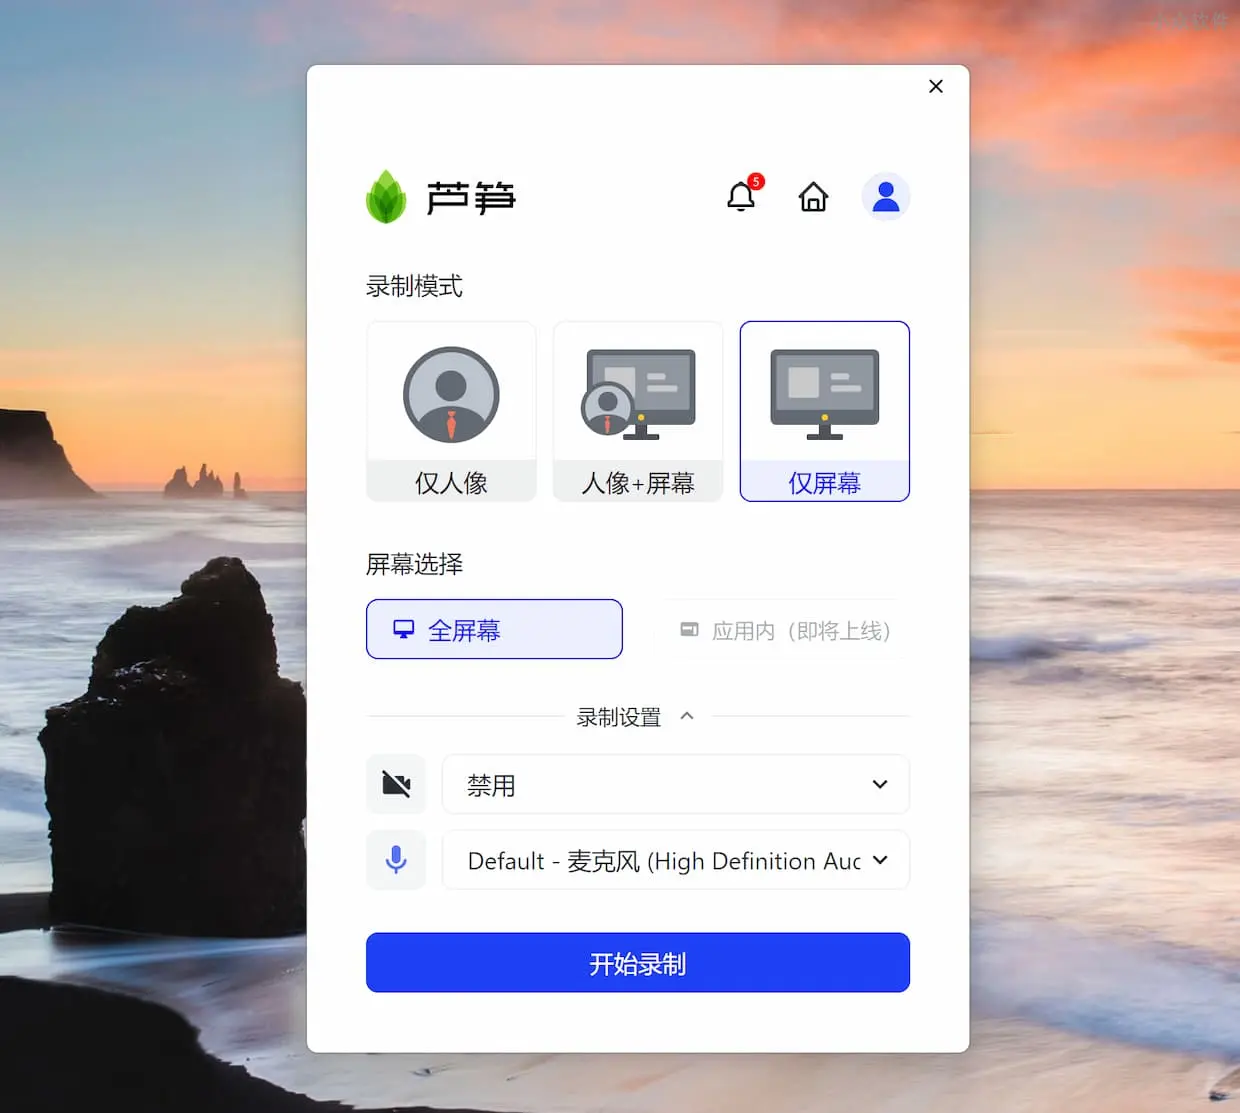 芦笋
5
录制模式
仅人像
人像+屏幕
仅屏幕
屏幕选择
全屏幕
应用内（即将上线）
录制设置
禁用
Default - 麦克风 (High Definition Auc
开始录制